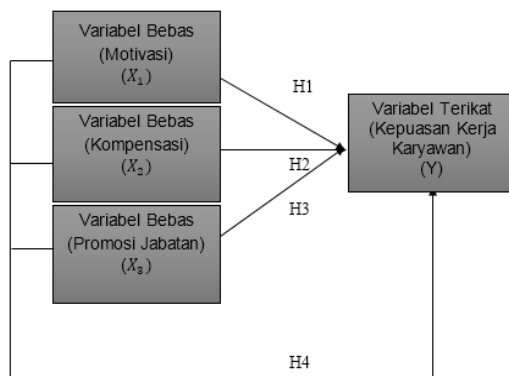 Variabel Bebas
(Motivasi)
(X₁)
H1
Variabel Bebas
(Kompensasi)
(X₂)
Variabel Terikat
(Kepuasan Kerja
Karyawan)
(Y)
H2
Variabel Bebas
(Promosi Jabatan)
(X₃)
H3
H4